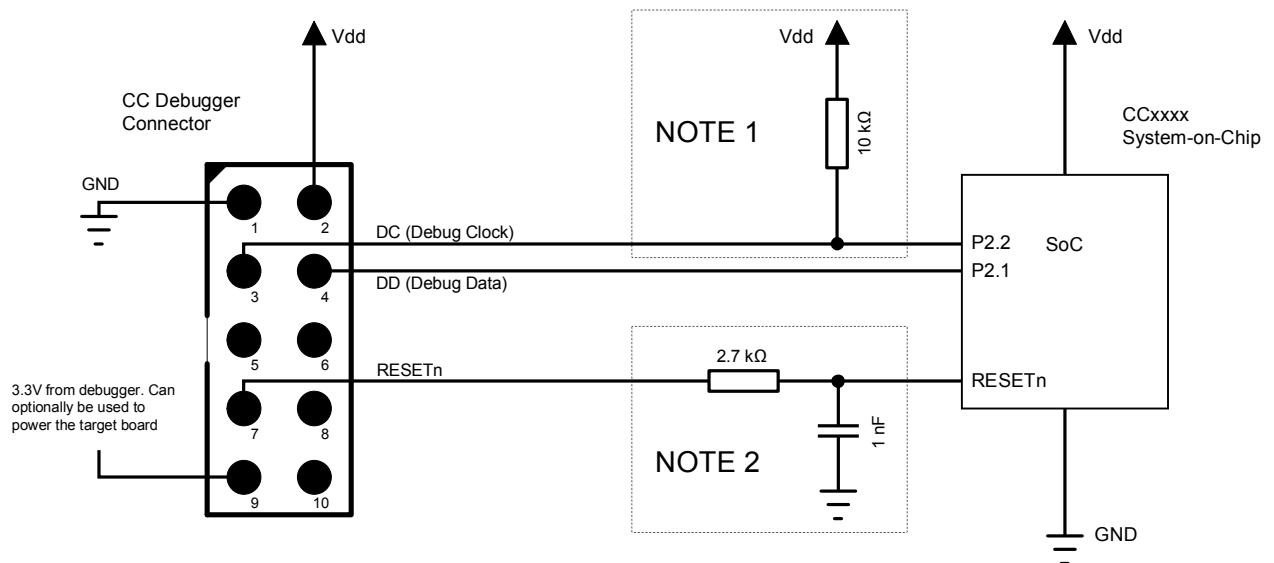 Vdd
Vdd
Vdd
CC Debugger
Connector
NOTE 1
10 kΩ
CCxxxx
System-on-Chip
GND
1
2
DC (Debug Clock)
P2.2
SoC
DD (Debug Data)
P2.1
3
4
5
6
2.7 kΩ
RESETn
RESETn
3.3V from debugger. Can
optionally be used to
power the target board
7
8
1 nF
NOTE 2
9
10
GND